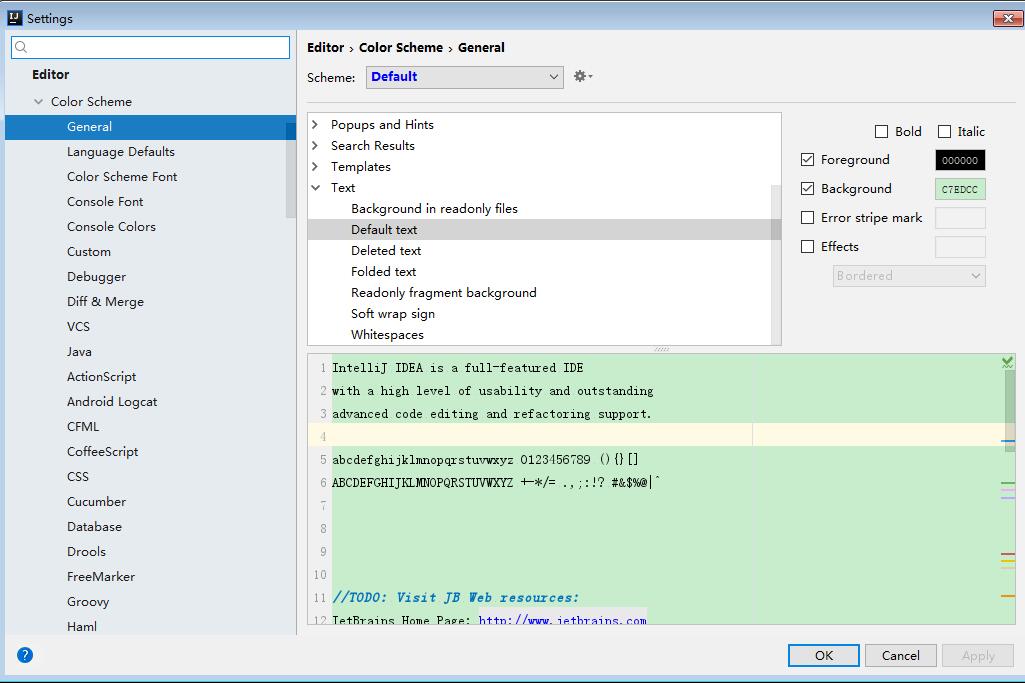 Settings
Editor
Color Scheme
General
Language Defaults
Color Scheme Font
Console Font
Console Colors
Custom
Debugger
Diff & Merge
VCS
Java
ActionScript
Android Logcat
CFML
CoffeeScript
CSS
Cucumber
Database
Drools
FreeMarker
Groovy
Haml
Editor › Color Scheme › General
Scheme: Default
Popups and Hints
Search Results
Templates
Text
Background in readonly files
Default text
Deleted text
Folded text
Readonly fragment background
Soft wrap sign
Whitespaces
Bold Italic
Foreground 000000
Background C7EDCC
Error stripe mark
Effects
Bordered
1 IntelliJ IDEA is a full-featured IDE
2 with a high level of usability and outstanding
3 advanced code editing and refactoring support.
4
5 abcdefghijklmnopqrstuvwxyz 0123456789 (){}[]
6 ABCDEFGHIJKLMNOPQRSTUVWXYZ +-*/= .,;:!? #&$%@|^
7
8
9
10
11 //TODO: Visit JB Web resources:
12 JetBrains Home Page: http://www.jetbrains.com
? OK Cancel Apply